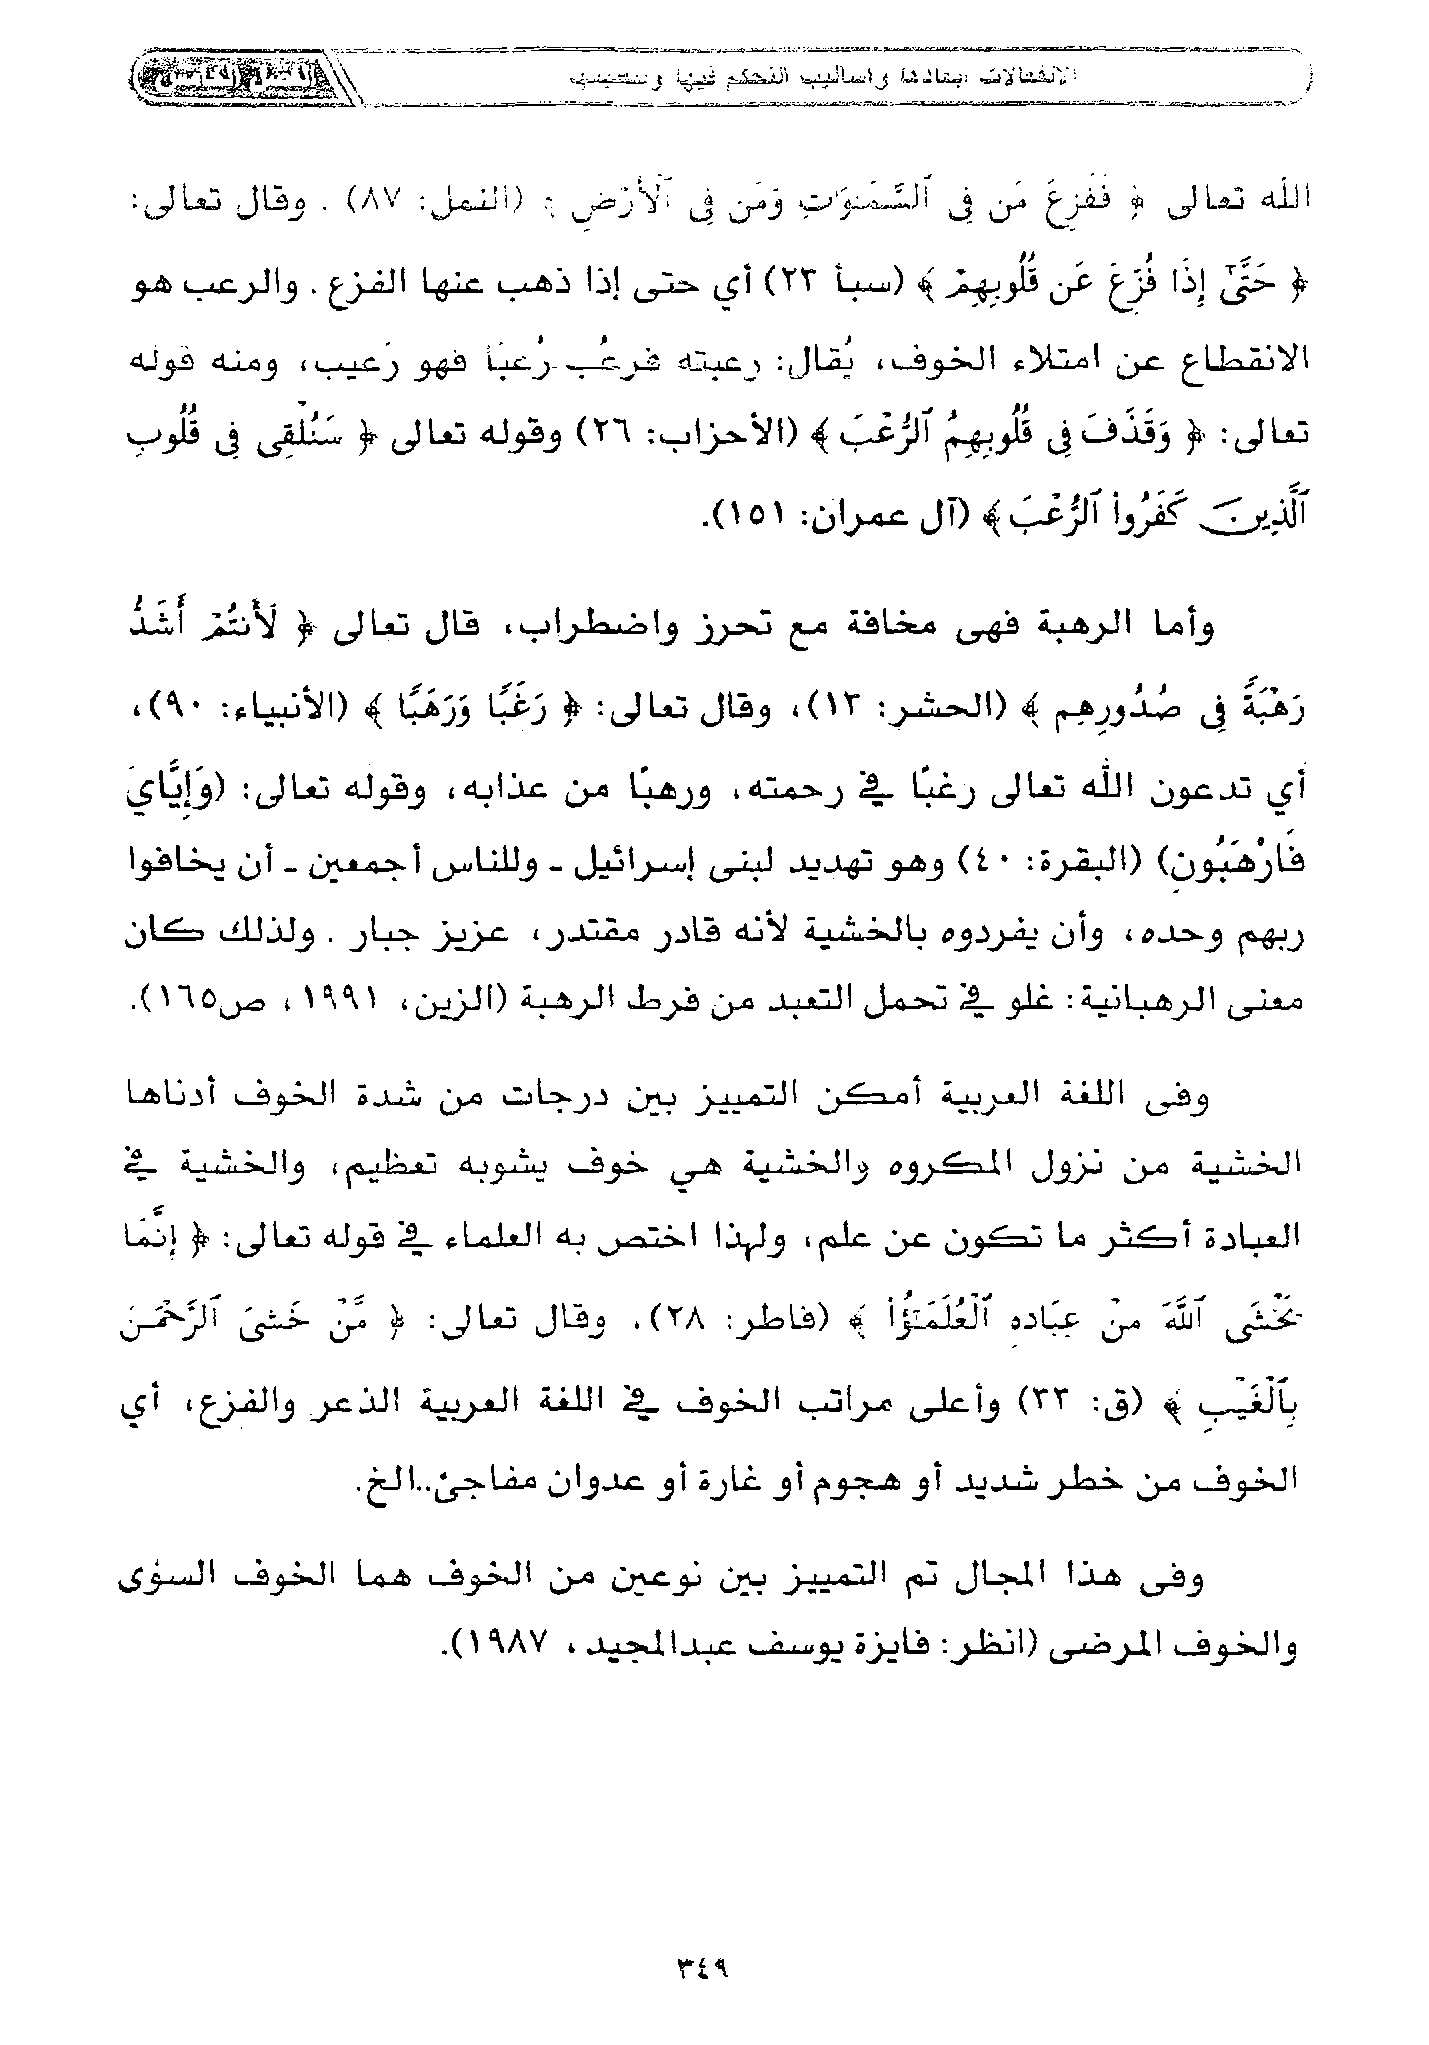 الانفعالات أبعادها وأساليب التحكم فيها
الله تعالى ﴿ فَفَزِعَ مَن فِى ٱلسَّمَٰوَٰتِ وَمَن فِى ٱلْأَرْضِ ﴾ (النمل: ٨٧) . وقال تعالى:
﴿ حَتَّىٰٓ إِذَا فُزِّعَ عَن قُلُوبِهِمْ ﴾ (سبأ ٢٣) أي حتى إذا ذهب عنها الفزع . والرعب هو
الانقطاع عن امتلاء الخوف، يُقال: رعبته فرعُب رُعبًا فهو رَعيب، ومنه قوله
تعالى: ﴿ وَقَذَفَ فِى قُلُوبِهِمُ ٱلرُّعْبَ ﴾ (الأحزاب: ٢٦) وقوله تعالى ﴿ سَنُلْقِى فِى قُلُوبِ
ٱلَّذِينَ كَفَرُوا۟ ٱلرُّعْبَ ﴾ (آل عمران: ١٥١).
وأما الرهبة فهى مخافة مع تحرز واضطراب، قال تعالى ﴿ لَأَنتُمْ أَشَدُّ
رَهْبَةً فِى صُدُورِهِم ﴾ (الحشر: ١٣)، وقال تعالى: ﴿ رَغَبًا وَرَهَبًا ﴾ (الأنبياء: ٩٠)،
أي تدعون الله تعالى رغبًا في رحمته، ورهبًا من عذابه، وقوله تعالى: (وَإِيَّايَ
فَارْهَبُونِ) (البقرة: ٤٠) وهو تهديد لبنى إسرائيل - وللناس أجمعين - أن يخافوا
ربهم وحده، وأن يفردوه بالخشية لأنه قادر مقتدر، عزيز جبار . ولذلك كان
معنى الرهبانية: غلو في تحمل التعبد من فرط الرهبة (الزين، ١٩٩١، ص١٦٥).
وفى اللغة العربية أمكن التمييز بين درجات من شدة الخوف أدناها
الخشية من نزول المكروه والخشية هي خوف يشوبه تعظيم، والخشية في
العبادة أكثر ما تكون عن علم، ولهذا اختص به العلماء في قوله تعالى: ﴿ إِنَّمَا
يَخْشَى ٱللَّهَ مِنْ عِبَادِهِ ٱلْعُلَمَٰٓؤُا۟ ﴾ (فاطر: ٢٨). وقال تعالى: ﴿ مَّنْ خَشِىَ ٱلرَّحْمَٰنَ
بِٱلْغَيْبِ ﴾ (ق: ٣٣) وأعلى مراتب الخوف في اللغة العربية الذعر والفزع، أي
الخوف من خطر شديد أو هجوم أو غارة أو عدوان مفاجئ..الخ.
وفى هذا المجال تم التمييز بين نوعين من الخوف هما الخوف السوُى
والخوف المرضى (انظر: فايزة يوسف عبدالمجيد، ١٩٨٧).
٣٤٩